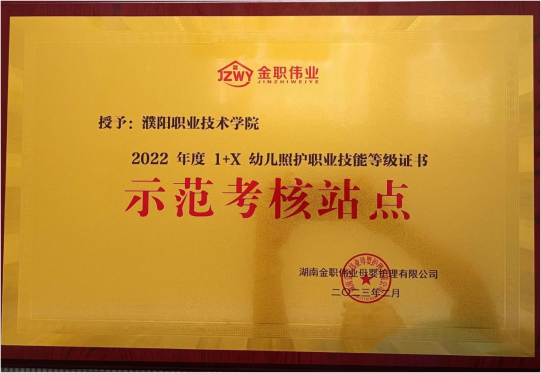 JZWY 金职伟业
JINZHIWEIYE
授予：濮阳职业技术学院
2022 年度 1+X 幼儿照护职业技能等级证书
示范考核站点
湖南金职伟业母婴护理有限公司
二〇二三年二月